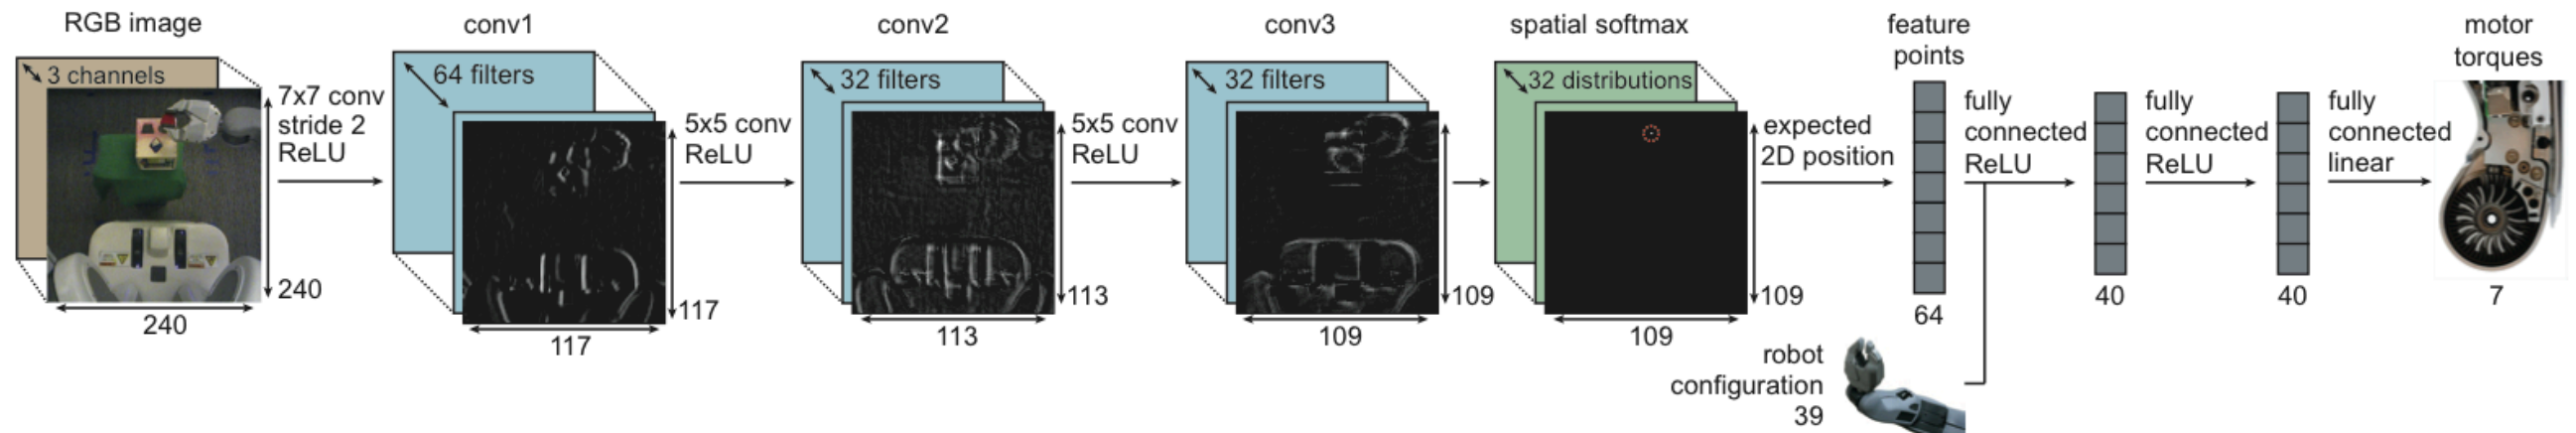 RGB image
3 channels
240
240
7x7 conv
stride 2
ReLU
conv1
64 filters
117
117
5x5 conv
ReLU
conv2
32 filters
113
113
5x5 conv
ReLU
conv3
32 filters
109
109
spatial softmax
32 distributions
109
109
expected
2D position
feature
points
64
robot
configuration
39
fully
connected
ReLU
40
fully
connected
ReLU
40
fully
connected
linear
motor
torques
7